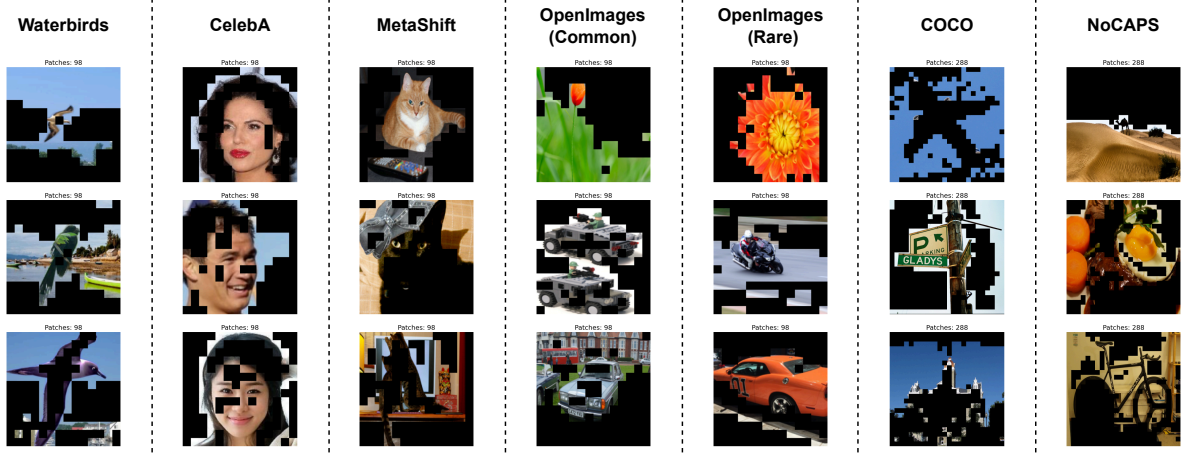 Waterbirds
CelebA
MetaShift
OpenImages
(Common)
OpenImages
(Rare)
COCO
NoCAPS
Patches: 98
Patches: 98
Patches: 98
Patches: 98
Patches: 98
Patches: 288
Patches: 288
Patches: 98
Patches: 98
Patches: 98
Patches: 98
Patches: 98
Patches: 288
Patches: 288
P
ARKING
GLADYS
Patches: 98
Patches: 98
Patches: 98
Patches: 98
Patches: 98
Patches: 288
Patches: 288
01